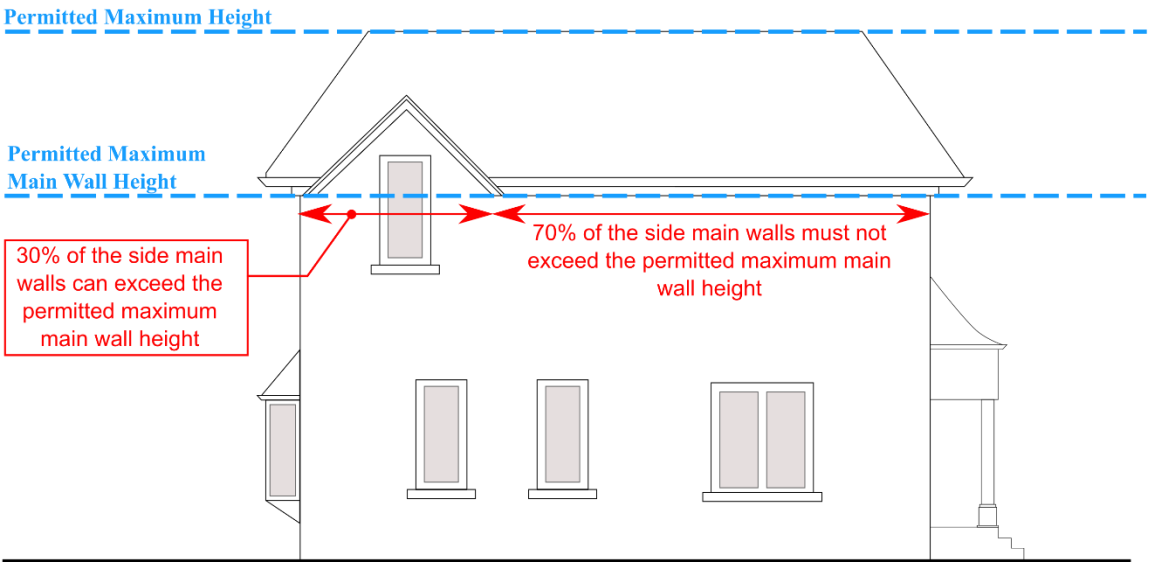 Permitted Maximum Height
Permitted Maximum
Main Wall Height
30% of the side main
walls can exceed the
permitted maximum
main wall height
70% of the side main walls must not
exceed the permitted maximum main
wall height